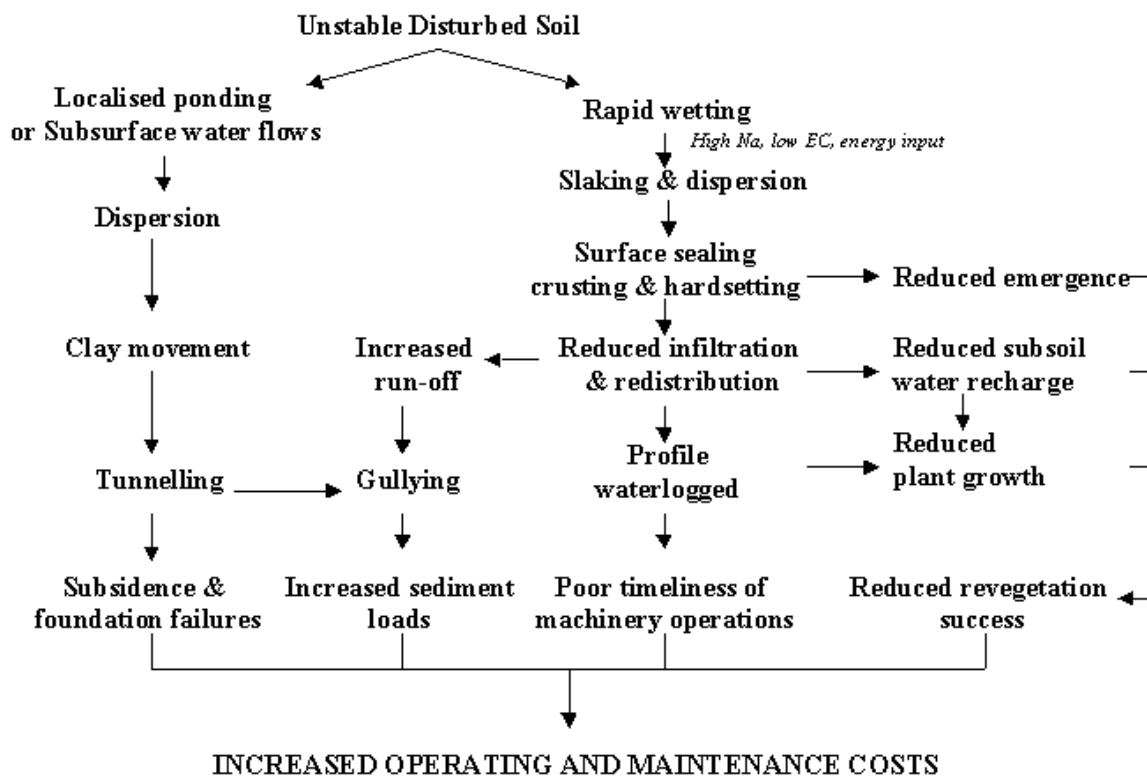 Unstable Disturbed Soil
Localised ponding
or Subsurface water flows
Rapid wetting
High Na, low EC, energy input
Slaking & dispersion
Dispersion
Surface sealing
crusting & hardsetting
Reduced emergence
Clay movement
Increased
run-off
Reduced infiltration
& redistribution
Reduced subsoil
water recharge
Tunnelling
Gullying
Profile
waterlogged
Reduced
plant growth
Subsidence &
foundation failures
Increased sediment
loads
Poor timeliness of
machinery operations
Reduced revegetation
success
INCREASED OPERATING AND MAINTENANCE COSTS